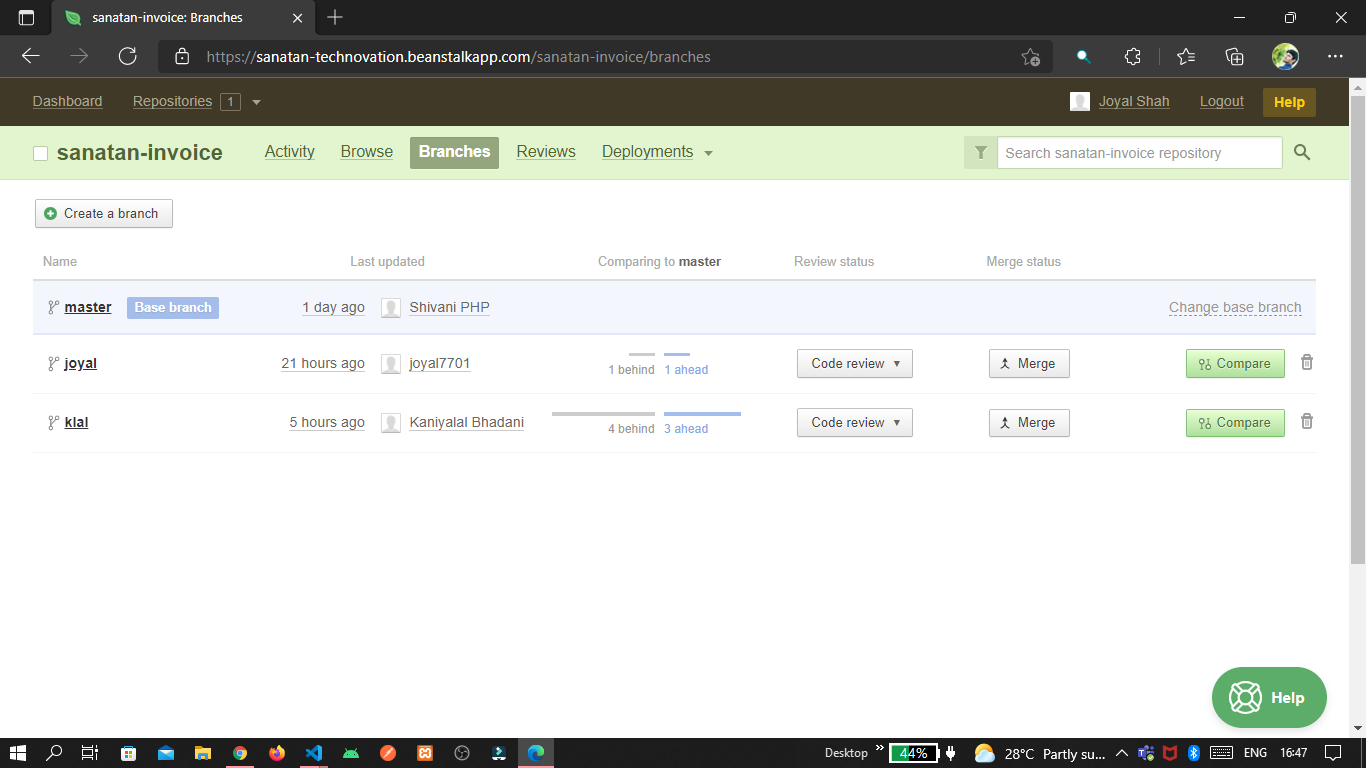 sanatan-invoice: Branches
https://sanatan-technovation.beanstalkapp.com/sanatan-invoice/branches
Dashboard Repositories 1 Joyal Shah Logout Help
sanatan-invoice Activity Browse Branches Reviews Deployments Search sanatan-invoice repository
Create a branch
Name Last updated Comparing to master Review status Merge status
master Base branch 1 day ago Shivani PHP Change base branch
joyal 21 hours ago joyal7701 1 behind 1 ahead Code review Merge Compare
klal 5 hours ago Kaniyalal Bhadani 4 behind 3 ahead Code review Merge Compare
Help
Desktop 44% 28°C Partly su... ENG 16:47